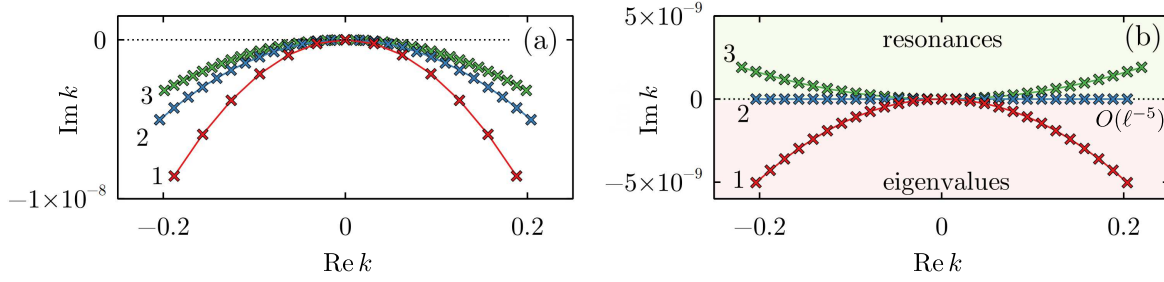 (a)
0
3
2
1
−1×10⁻⁸
Im k
−0.2
0
0.2
Re k
5×10⁻⁹
resonances
(b)
3
0
2
O(ℓ⁻⁵)
1
eigenvalues
−5×10⁻⁹
Im k
−0.2
0
0.2
Re k